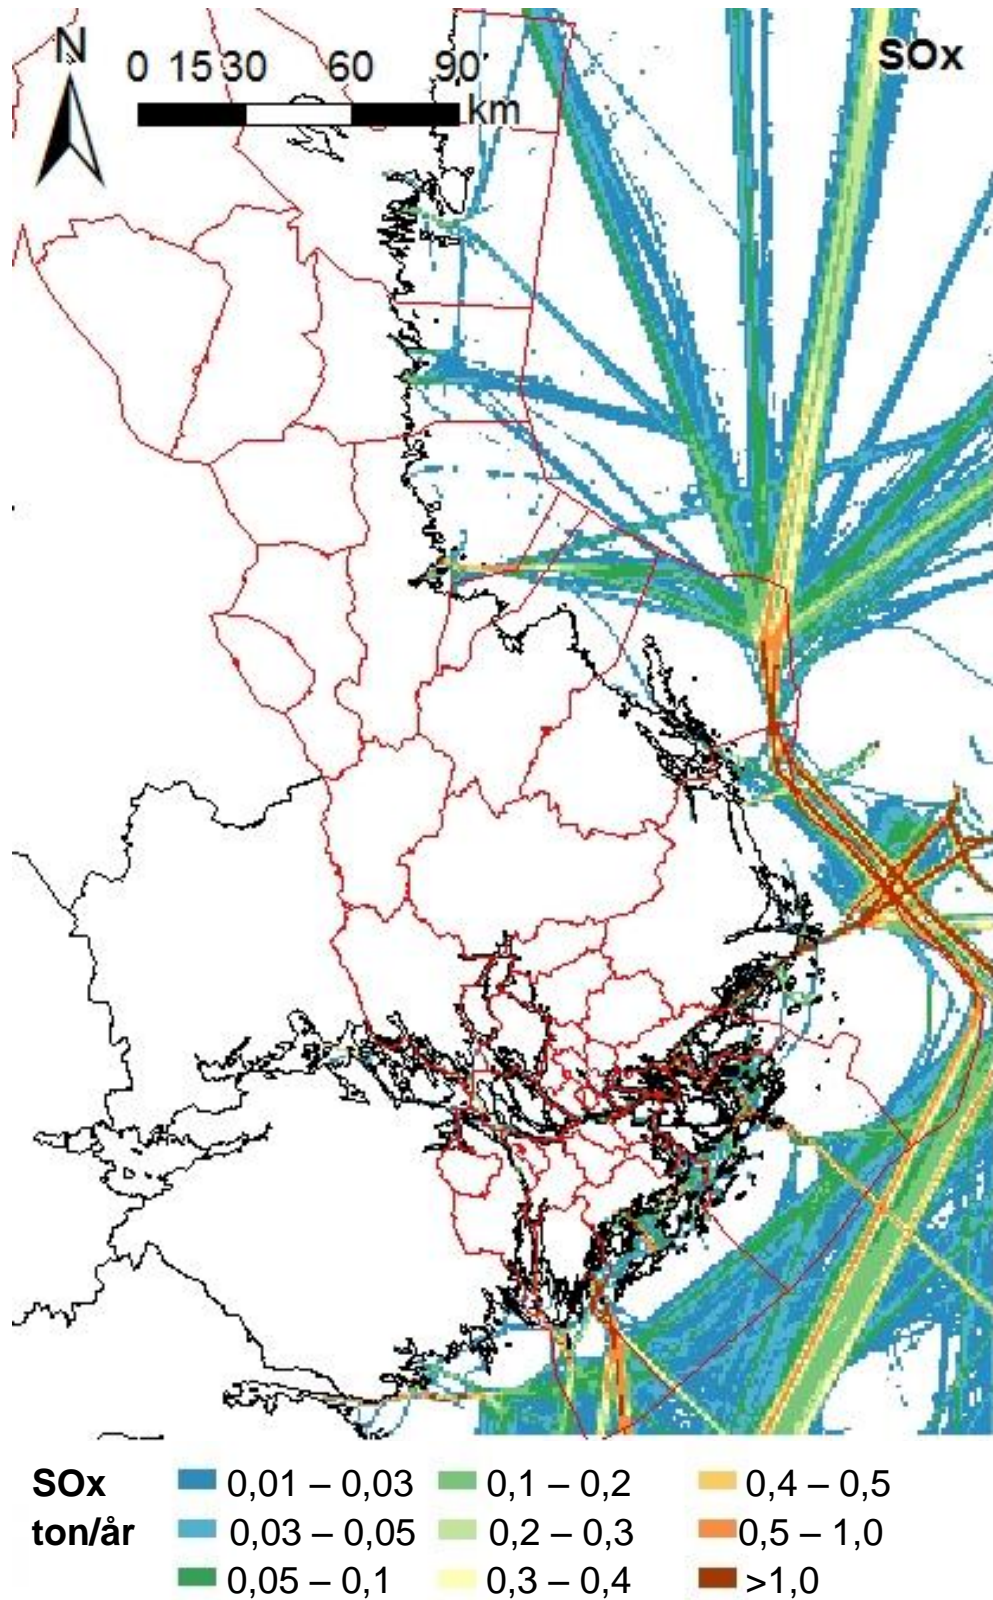 N
SOx
0 15 30 60 90
km
SOx
ton/år
0,01 – 0,03
0,03 – 0,05
0,05 – 0,1
0,1 – 0,2
0,2 – 0,3
0,3 – 0,4
0,4 – 0,5
0,5 – 1,0
>1,0